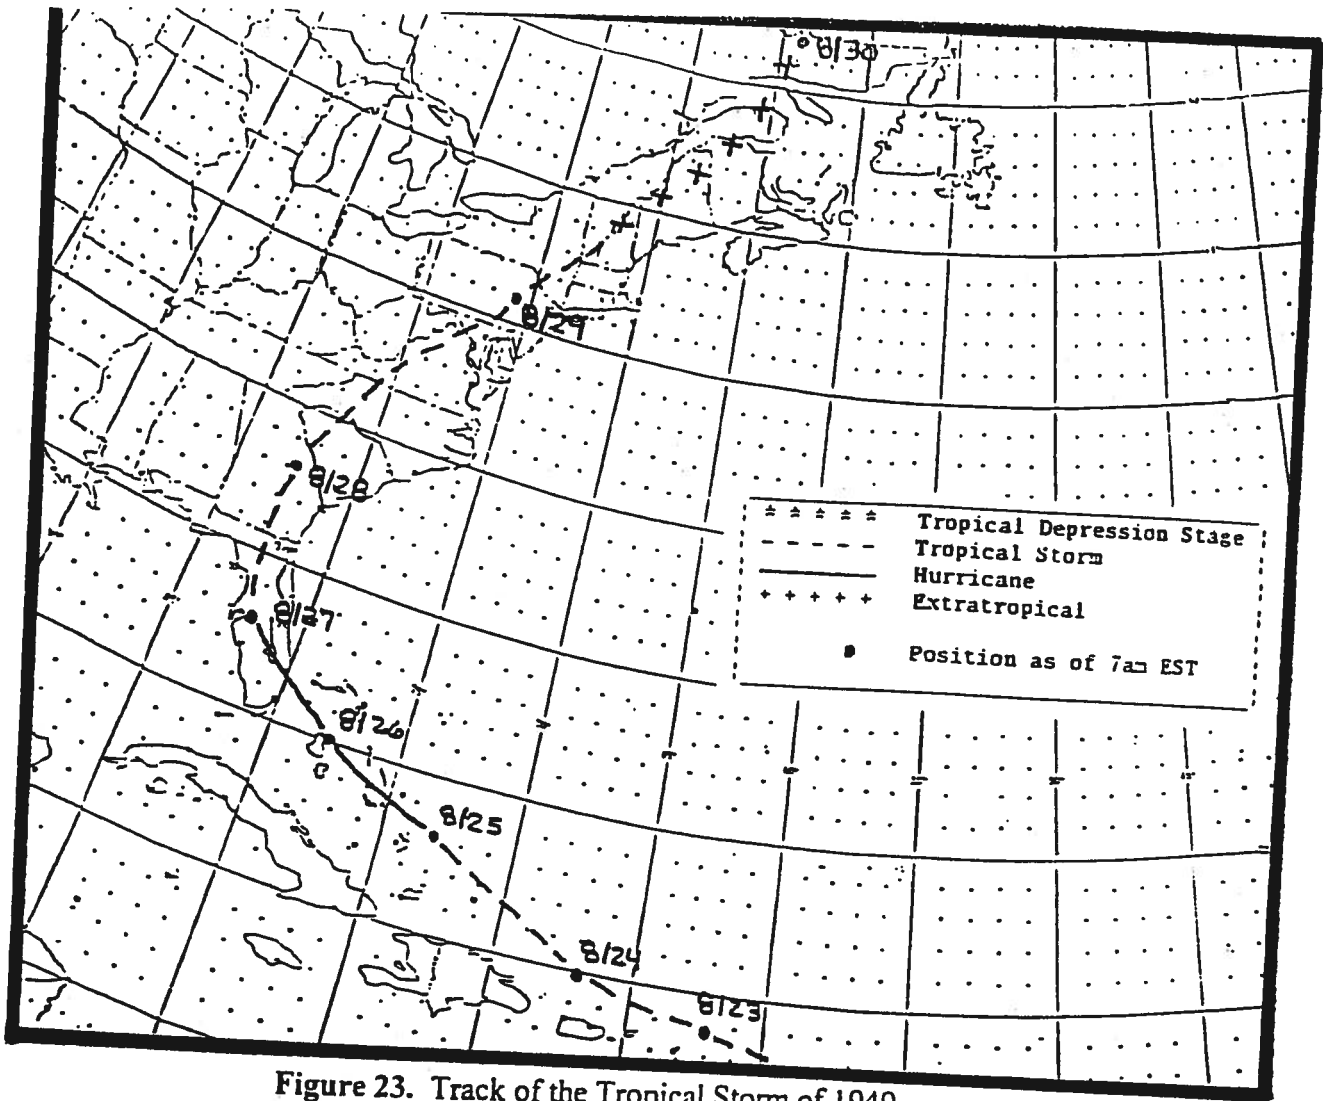 8/30
8/29
8/28
8/27
8/26
8/25
8/24
8/23
Tropical Depression Stage
Tropical Storm
Hurricane
Extratropical
Position as of 7am EST
Figure 23. Track of the Tropical Storm of 1949